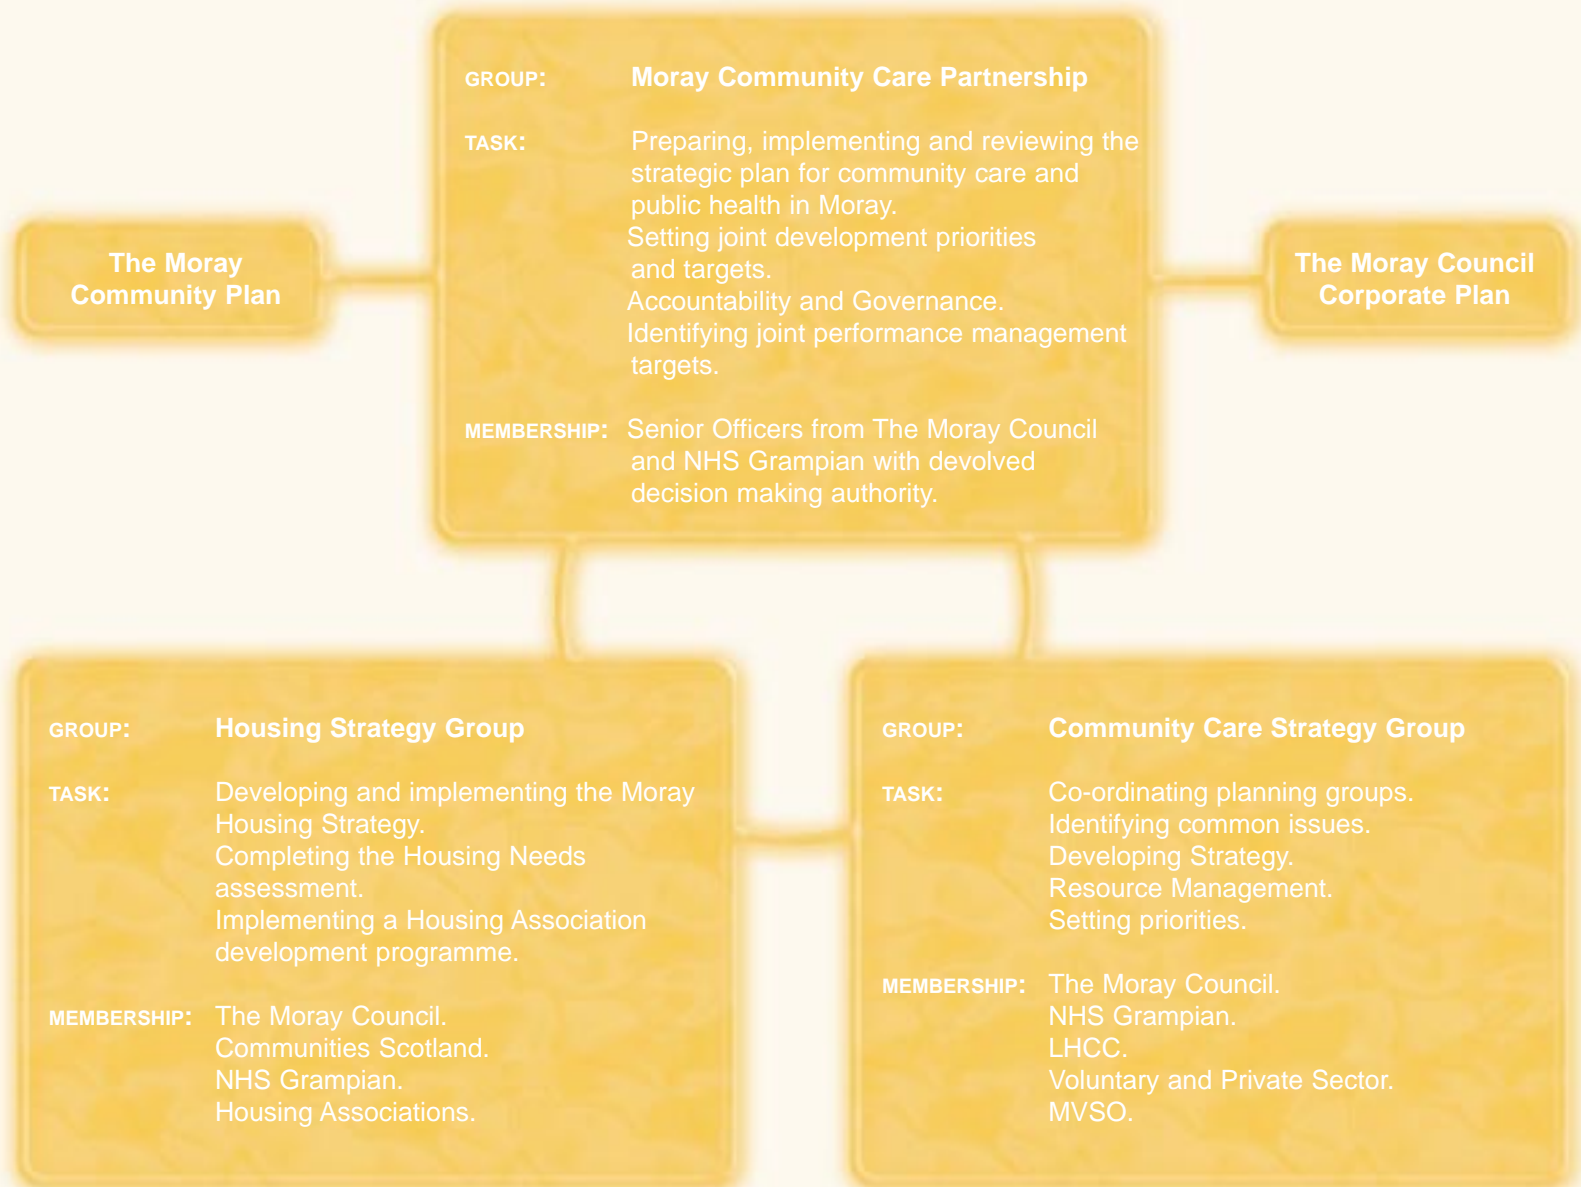 GROUP: Moray Community Care Partnership
TASK: Preparing, implementing and reviewing the
strategic plan for community care and
public health in Moray.
Setting joint development priorities
and targets.
Accountability and Governance.
Identifying joint performance management
targets.
MEMBERSHIP: Senior Officers from The Moray Council
and NHS Grampian with devolved
decision making authority.
The Moray
Community Plan
The Moray Council
Corporate Plan
GROUP: Housing Strategy Group
TASK: Developing and implementing the Moray
Housing Strategy.
Completing the Housing Needs
assessment.
Implementing a Housing Association
development programme.
MEMBERSHIP: The Moray Council.
Communities Scotland.
NHS Grampian.
Housing Associations.
GROUP: Community Care Strategy Group
TASK: Co-ordinating planning groups.
Identifying common issues.
Developing Strategy.
Resource Management.
Setting priorities.
MEMBERSHIP: The Moray Council.
NHS Grampian.
LHCC.
Voluntary and Private Sector.
MVSO.